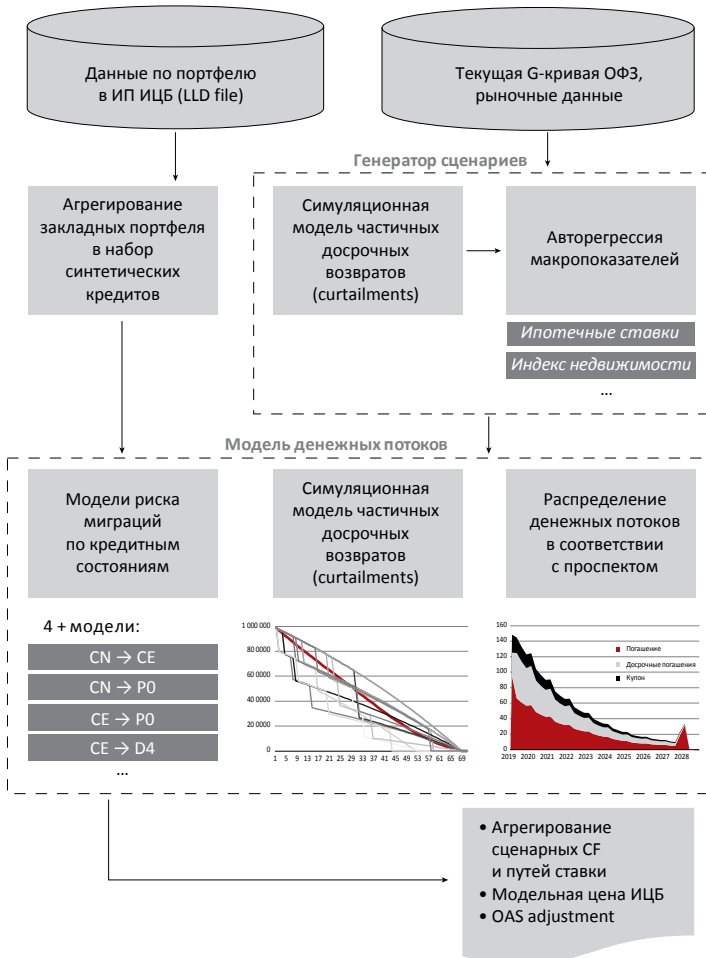 Данные по портфелю
в ИП ИЦБ (LLD file)
Текущая G-кривая ОФЗ,
рыночные данные
Генератор сценариев
Агрегирование
закладных портфеля
в набор
синтетических
кредитов
Симуляционная
модель частичных
досрочных
возвратов
(curtailments)
Авторегрессия
макропоказателей
Ипотечные ставки
Индекс недвижимости
...
Модель денежных потоков
Модели риска
миграций
по кредитным
состояниям
Симуляционная
модель частичных
досрочных
возвратов
(curtailments)
Распределение
денежных потоков
в соответствии
с проспектом
4 + модели:
CN → CE
CN → P0
CE → P0
CE → D4
...
1 000 000
80 0000
60 0000
40 0000
20 0000
0
1 5 9 13 17 21 25 29 33 37 41 45 49 53 57 61 65 69
160
140
120
100
80
60
40
20
0
Погашение
Досрочные погашения
Купон
2019 2020 2021 2022 2023 2024 2025 2026 2027 2028
• Агрегирование
сценарных CF
и путей ставки
• Модельная цена ИЦБ
• OAS adjustment